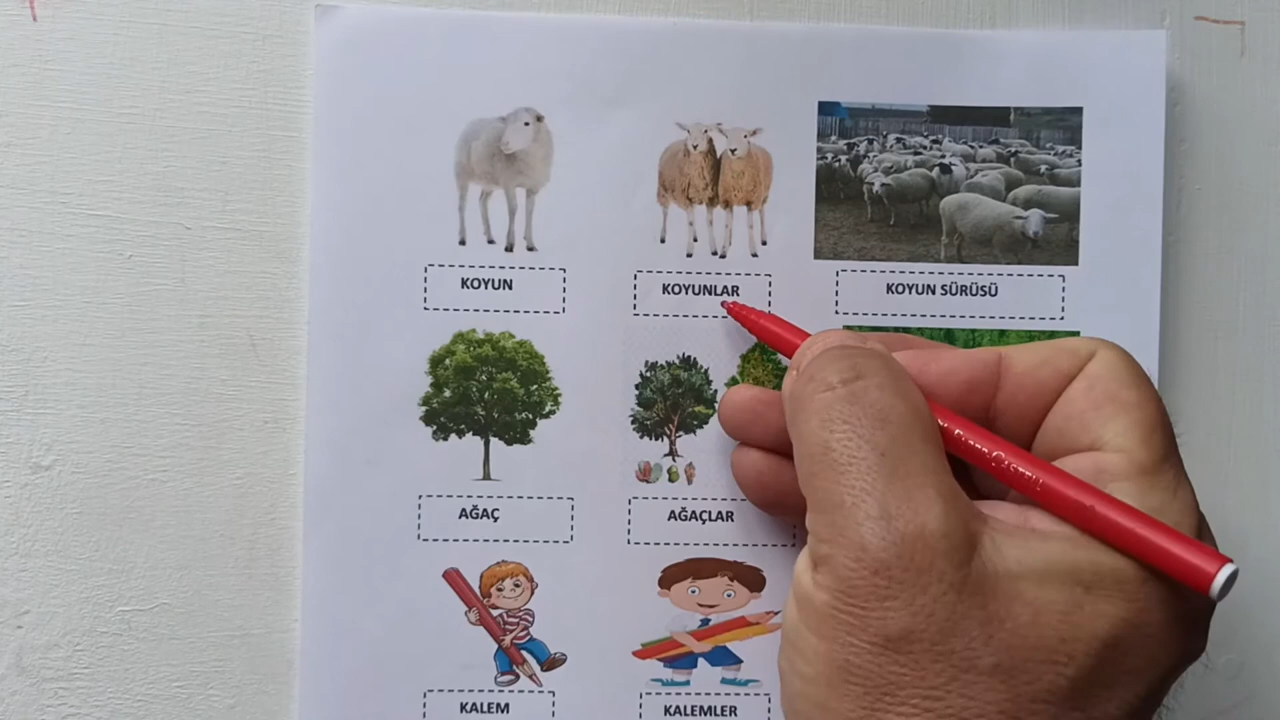 KOYUN
KOYUNLAR
KOYUN SÜRÜSÜ
AĞAÇ
AĞAÇLAR
KALEM
KALEMLER